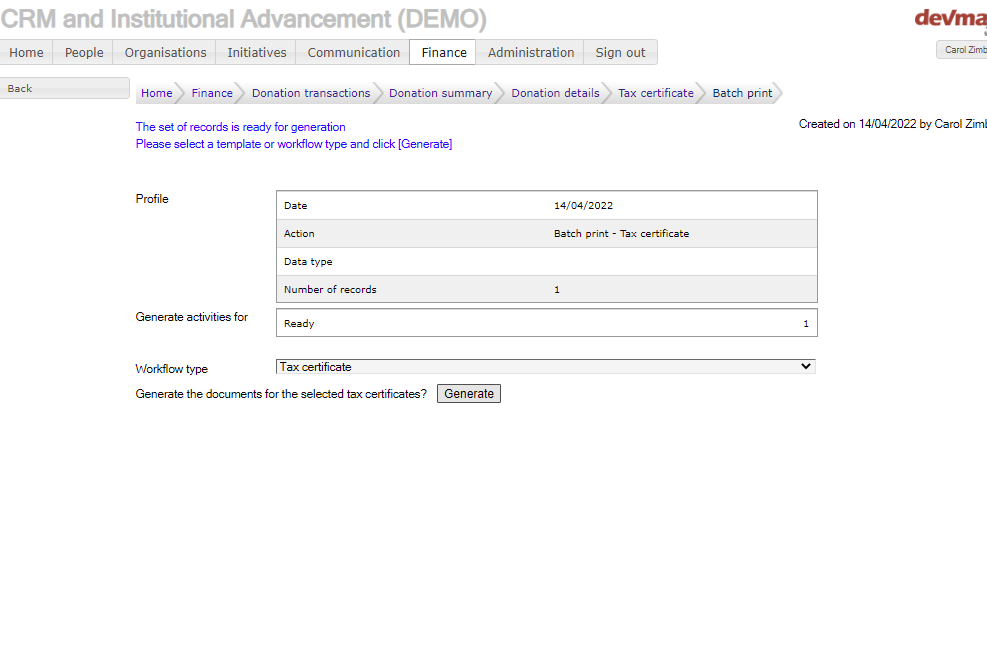 CRM and Institutional Advancement (DEMO)
Home People Organisations Initiatives Communication Finance Administration Sign out
Back
Home Finance Donation transactions Donation summary Donation details Tax certificate Batch print
The set of records is ready for generation
Please select a template or workflow type and click [Generate]
Created on 14/04/2022 by Carol
Profile
Date 14/04/2022
Action Batch print - Tax certificate
Data type
Number of records 1
Generate activities for
Ready 1
Workflow type Tax certificate
Generate the documents for the selected tax certificates? Generate